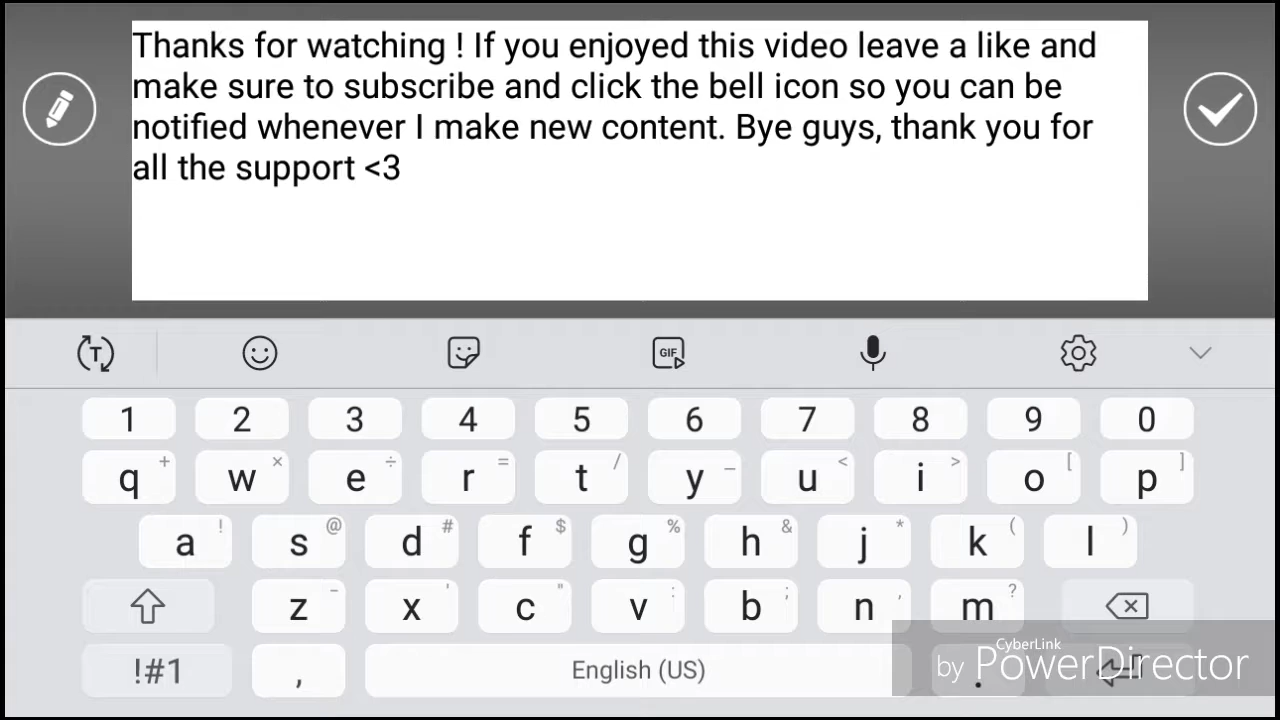 Thanks for watching ! If you enjoyed this video leave a like and
make sure to subscribe and click the bell icon so you can be
notified whenever I make new content. Bye guys, thank you for
all the support <3
T
GIF
1 2 3 4 5 6 7 8 9 0
q + w × e ÷ r = t / y _ u < i > o [ p ]
a ! s @ d # f $ g % h & j * k ( l )
z - x ' c " v : b ; n , m ?
!#1 , English (US) .
CyberLink
by PowerDirector